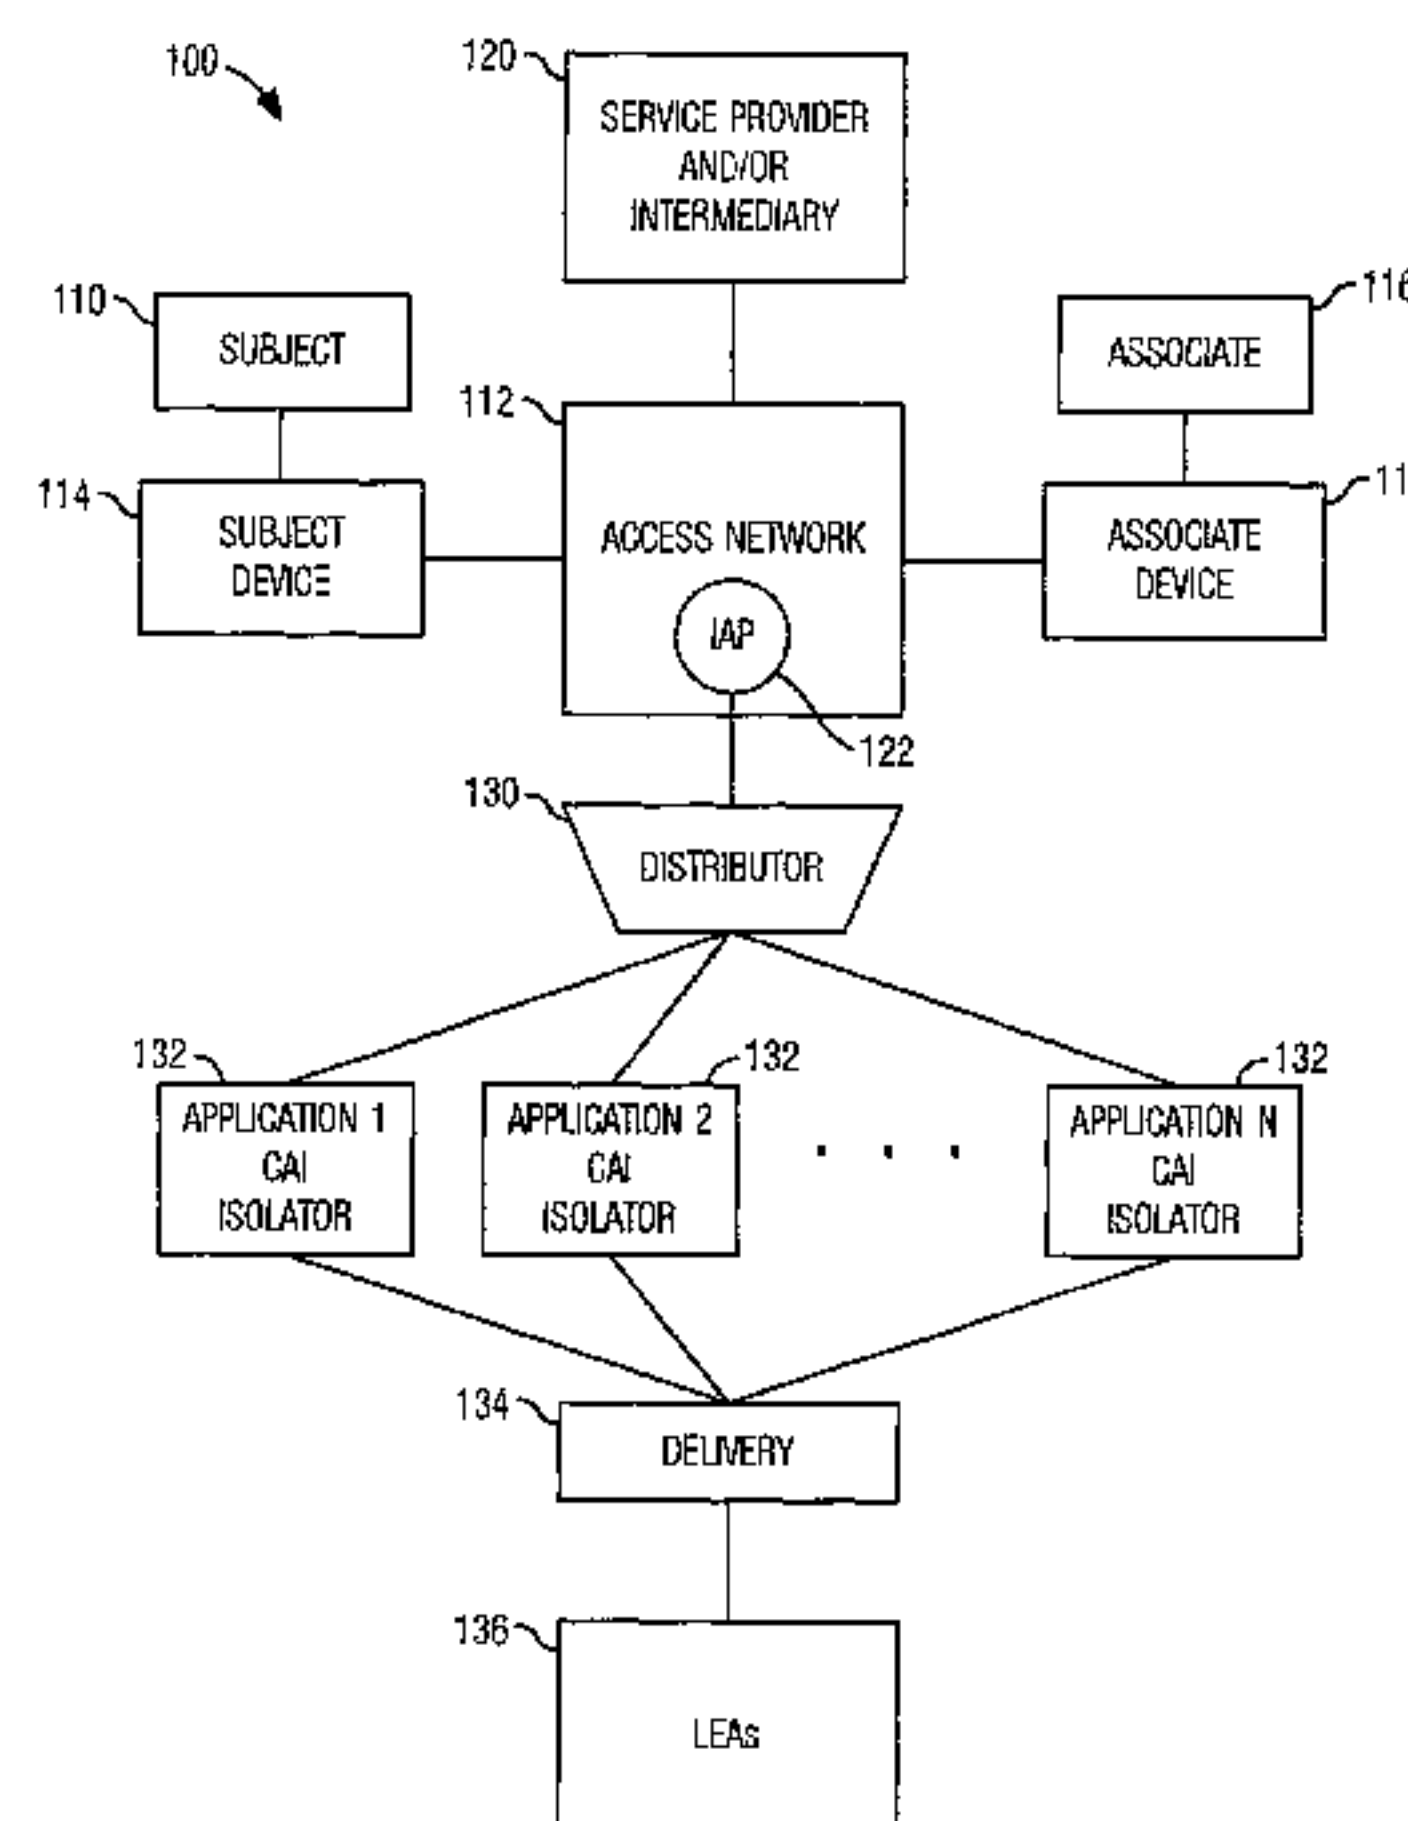 100
120
SERVICE PROVIDER
AND/OR
INTERMEDIARY
110
SUBJECT
116
ASSOCIATE
112
114
SUBJECT
DEVICE
ACCESS NETWORK
IAP
11
ASSOCIATE
DEVICE
122
130
DISTRIBUTOR
132
APPLICATION 1
CAI
ISOLATOR
132
APPLICATION 2
CAI
ISOLATOR
. . .
132
APPLICATION N
CAI
ISOLATOR
134
DELIVERY
136
LEAs